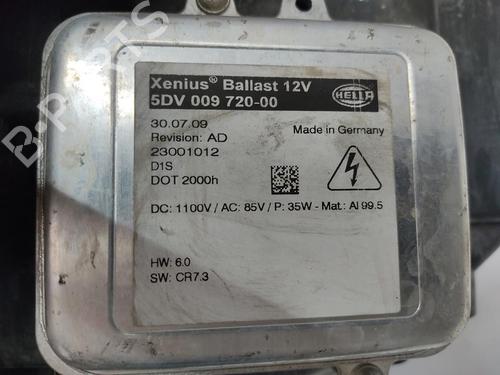 Xenius® Ballast 12V
5DV 009 720-00
HELLA
30.07.09
Made in Germany
Revision: AD
23001012
D1S
DOT 2000h
DC: 1100V / AC: 85V / P: 35W - Mat.: Al 99.5
HW: 6.0
SW: CR7.3
B-PARTS